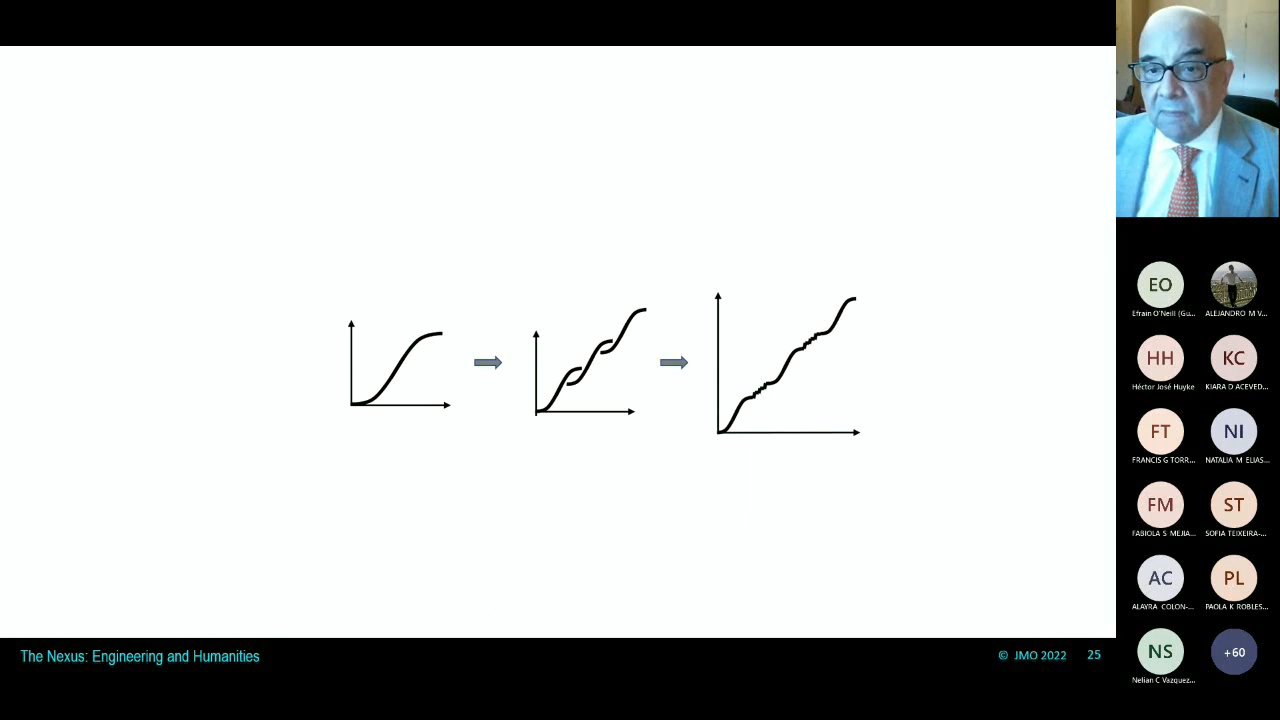 EO
Efrain O'Neill (Gu...
ALEJANDRO M V...
HH
KC
Héctor José Huyke
KIARA D ACEVED...
FT
NI
FRANCIS G TORR...
NATALIA M ELIAS...
FM
ST
FABIOLA S MEJIA...
SOFIA TEIXEIRA-...
AC
PL
ALAYRA COLON-...
PAOLA K ROBLES...
NS
+60
Nelian C Vazquez...
The Nexus: Engineering and Humanities
© JMO 2022
25